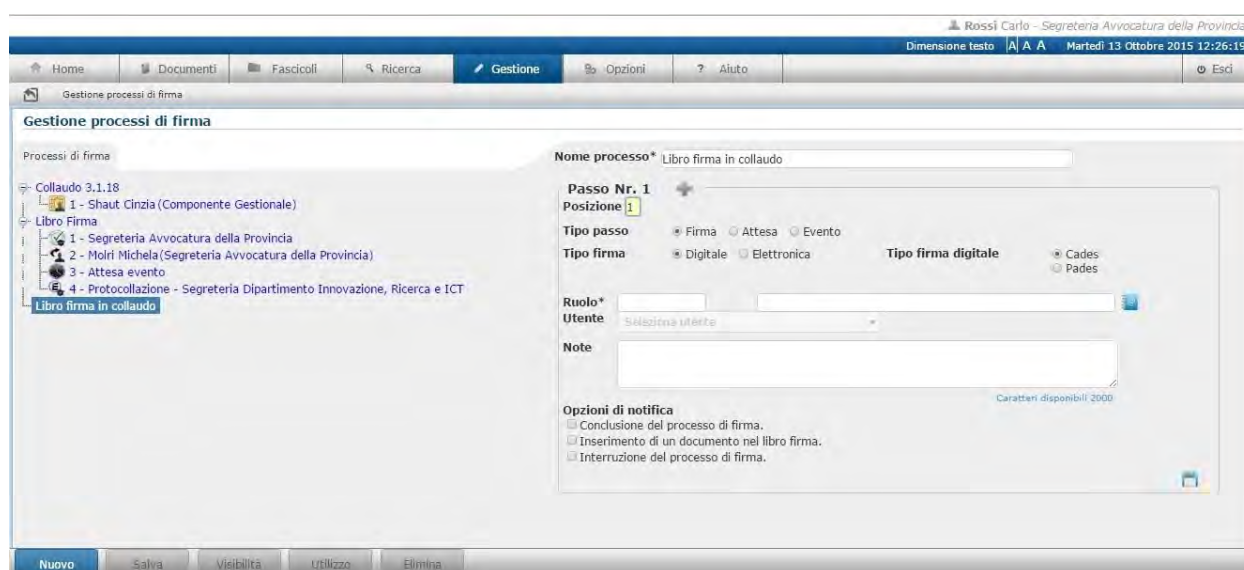 Rossi Carlo - Segreteria Avvocatura della Provincia
Dimensione testo A A A Martedì 13 Ottobre 2015 12:26:19
Home Documenti Fascicoli Ricerca Gestione Opzioni ? Aiuto Esci
Gestione processi di firma
Gestione processi di firma
Processi di firma
Collaudo 3.1.18
1 - Shaut Cinzia (Componente Gestionale)
Libro Firma
1 - Segreteria Avvocatura della Provincia
2 - Molri Michela(Segreteria Avvocatura della Provincia)
3 - Attesa evento
4 - Protocollazione - Segreteria Dipartimento Innovazione, Ricerca e ICT
Libro firma in collaudo
Nome processo* Libro firma in collaudo
Passo Nr. 1
Posizione 1
Tipo passo Firma Attesa Evento
Tipo firma Digitale Elettronica Tipo firma digitale Cades
Pades
Ruolo*
Utente Seleziona utente
Note
Caratteri disponibili 2000
Opzioni di notifica
Conclusione del processo di firma.
Inserimento di un documento nel libro firma.
Interruzione del processo di firma.
Nuovo Salva Visibilità Utilizzo Elimina